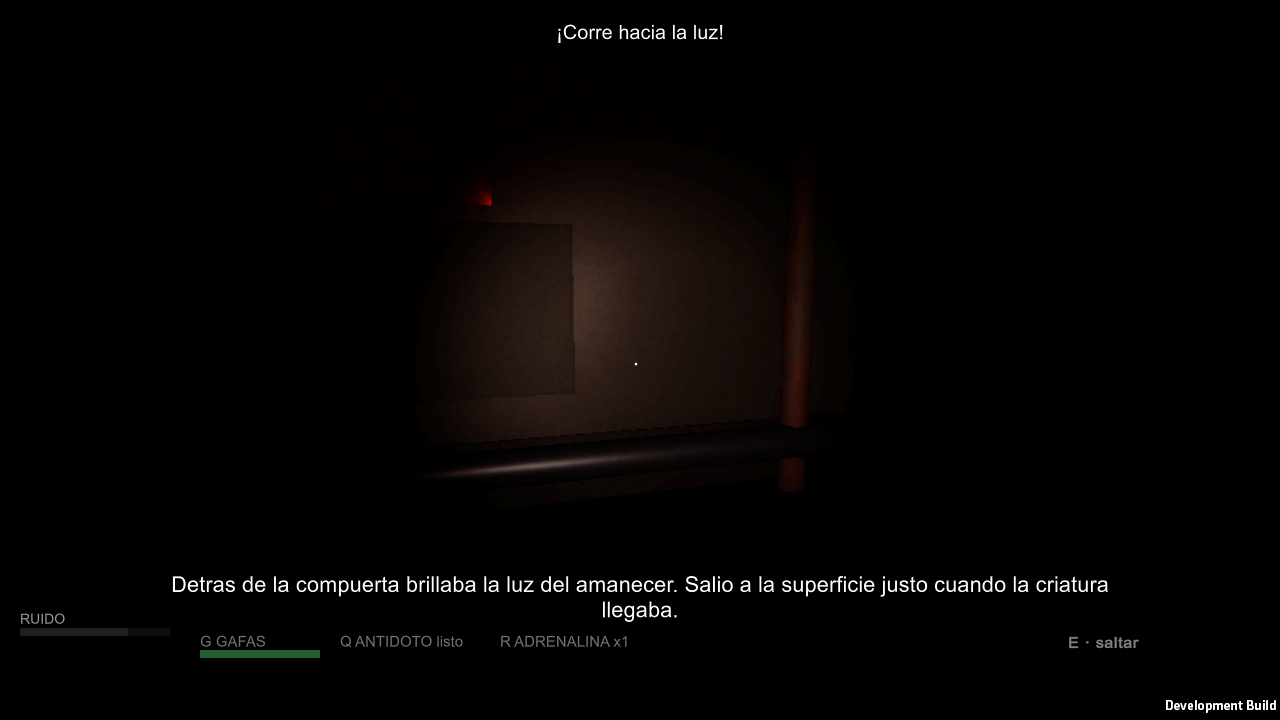 ¡Corre hacia la luz!
Detras de la compuerta brillaba la luz del amanecer. Salio a la superficie justo cuando la criatura
llegaba.
RUIDO
G GAFAS
Q ANTIDOTO listo
R ADRENALINA x1
E · saltar
Development Build